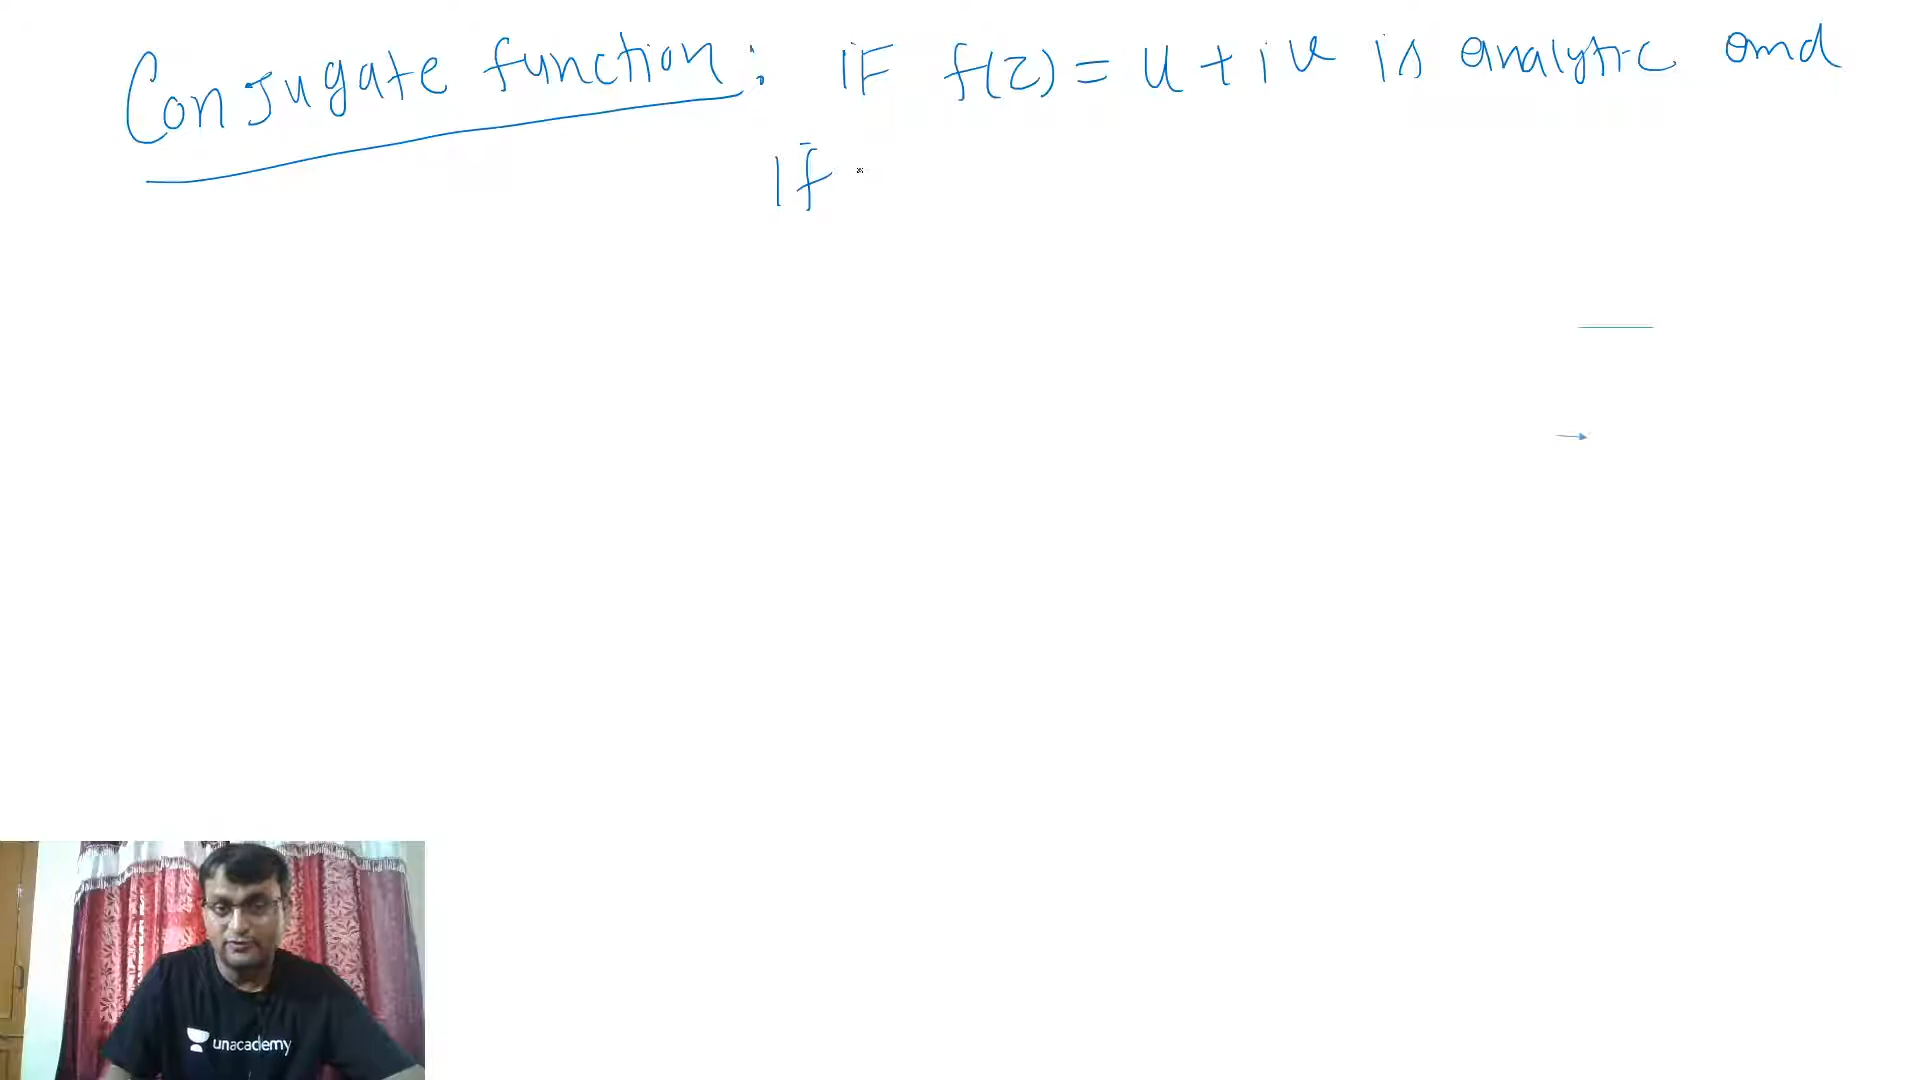 Conjugate function : IF f(z) = u + iv is analytic and
If
unacademy